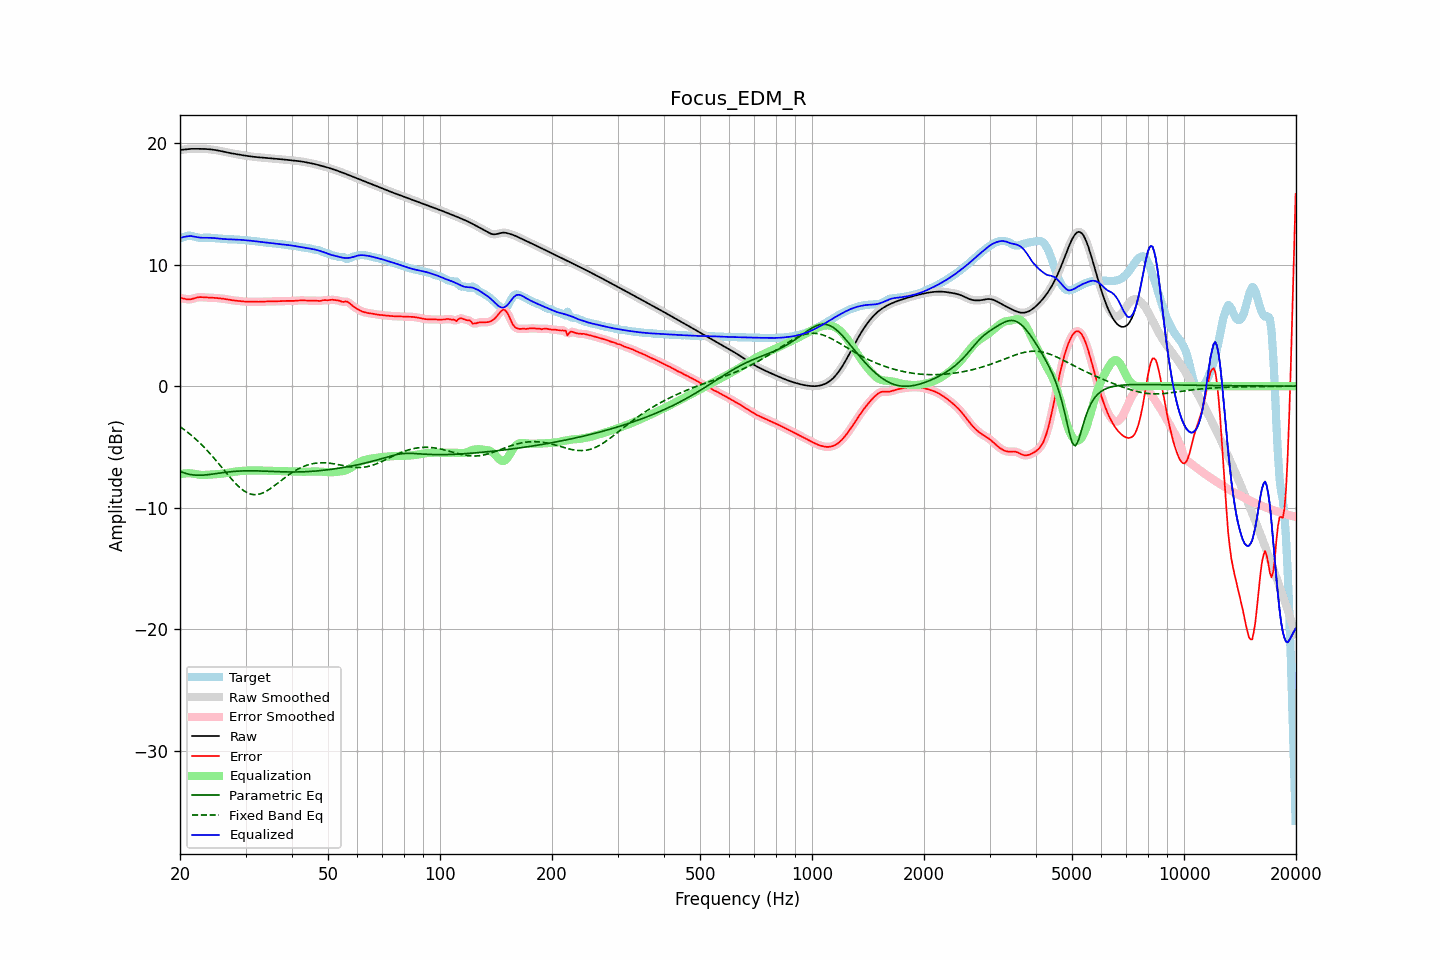 Focus_EDM_R
Amplitude (dBr)
20
10
0
−10
−20
−30
Target
Raw Smoothed
Error Smoothed
Raw
Error
Equalization
Parametric Eq
Fixed Band Eq
Equalized
20 50 100 200 500 1000 2000 5000 10000 20000
Frequency (Hz)